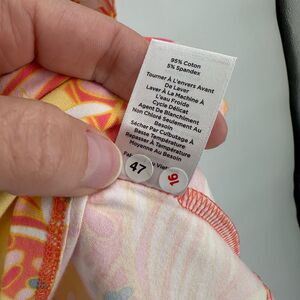 95% Coton
5% Spandex
Tourner À L'envers Avant
De Laver
Laver À La Machine À
L'eau Froide
Cycle Délicat
Agent De Blanchiment
Non Chloré Seulement Au
Besoin
Sécher Par Culbutage À
Basse Température
Repasser À Température
Moyenne Au Besoin
47
91